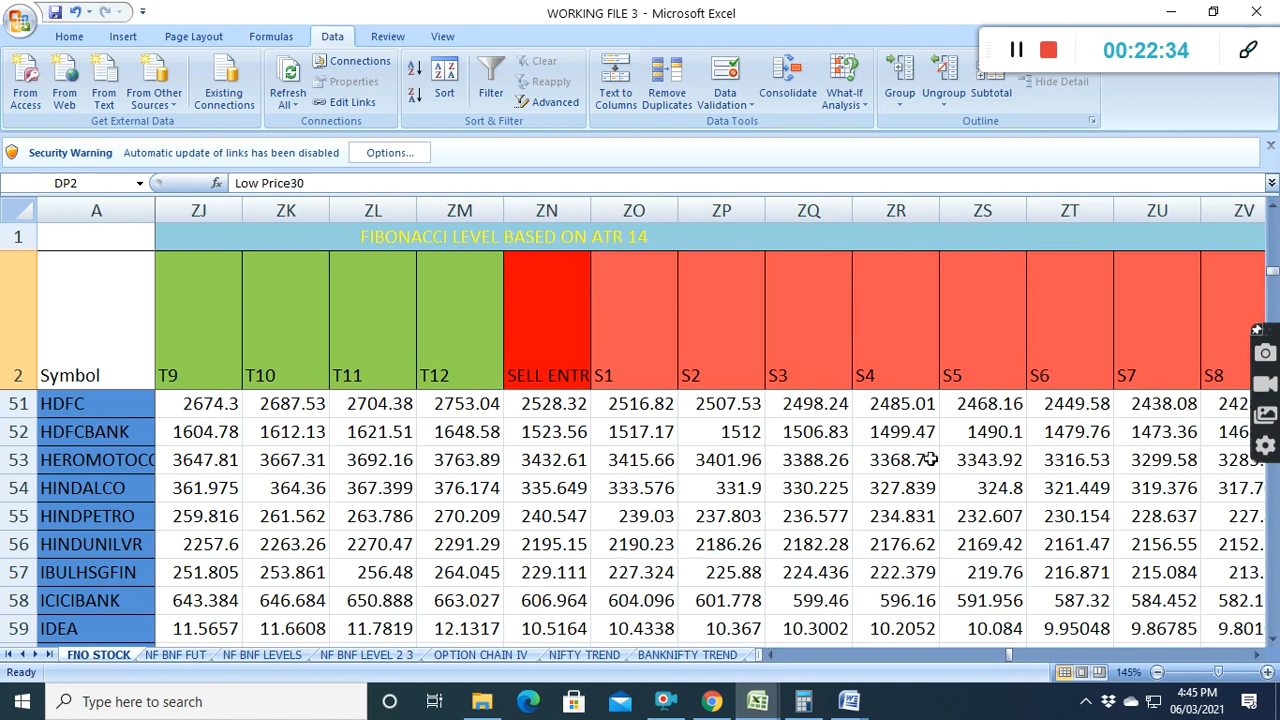 WORKING FILE 3 - Microsoft Excel
Home Insert Page Layout Formulas Data Review View
00:22:34
From Access
From Web
From Text
From Other Sources
Existing Connections
Get External Data
Refresh All
Connections
Properties
Edit Links
Connections
Sort
Filter
Clear
Reapply
Advanced
Sort & Filter
Text to Columns
Remove Duplicates
Data Validation
Consolidate
What-If Analysis
Data Tools
Group
Ungroup
Subtotal
Hide Detail
Outline
Security Warning Automatic update of links has been disabled Options...
DP2 fx Low Price30
A ZJ ZK ZL ZM ZN ZO ZP ZQ ZR ZS ZT ZU ZV
1 FIBONACCI LEVEL BASED ON ATR 14
2 Symbol T9 T10 T11 T12 SELL ENTR S1 S2 S3 S4 S5 S6 S7 S8
51 HDFC 2674.3 2687.53 2704.38 2753.04 2528.32 2516.82 2507.53 2498.24 2485.01 2468.16 2449.58 2438.08 242
52 HDFCBANK 1604.78 1612.13 1621.51 1648.58 1523.56 1517.17 1512 1506.83 1499.47 1490.1 1479.76 1473.36 146
53 HEROMOTOCO 3647.81 3667.31 3692.16 3763.89 3432.61 3415.66 3401.96 3388.26 3368.7 3343.92 3316.53 3299.58 3283.
54 HINDALCO 361.975 364.36 367.399 376.174 335.649 333.576 331.9 330.225 327.839 324.8 321.449 319.376 317.7
55 HINDPETRO 259.816 261.562 263.786 270.209 240.547 239.03 237.803 236.577 234.831 232.607 230.154 228.637 227.
56 HINDUNILVR 2257.6 2263.26 2270.47 2291.29 2195.15 2190.23 2186.26 2182.28 2176.62 2169.42 2161.47 2156.55 2152.
57 IBULHSGFIN 251.805 253.861 256.48 264.045 229.111 227.324 225.88 224.436 222.379 219.76 216.871 215.084 213.
58 ICICIBANK 643.384 646.684 650.888 663.027 606.964 604.096 601.778 599.46 596.16 591.956 587.32 584.452 582.1
59 IDEA 11.5657 11.6608 11.7819 12.1317 10.5164 10.4338 10.367 10.3002 10.2052 10.084 9.95048 9.86785 9.801
FNO STOCK NF BNF FUT NF BNF LEVELS NF BNF LEVEL 2 3 OPTION CHAIN IV NIFTY TREND BANKNIFTY TREND
Ready 145%
Type here to search
4:45 PM
06/03/2021